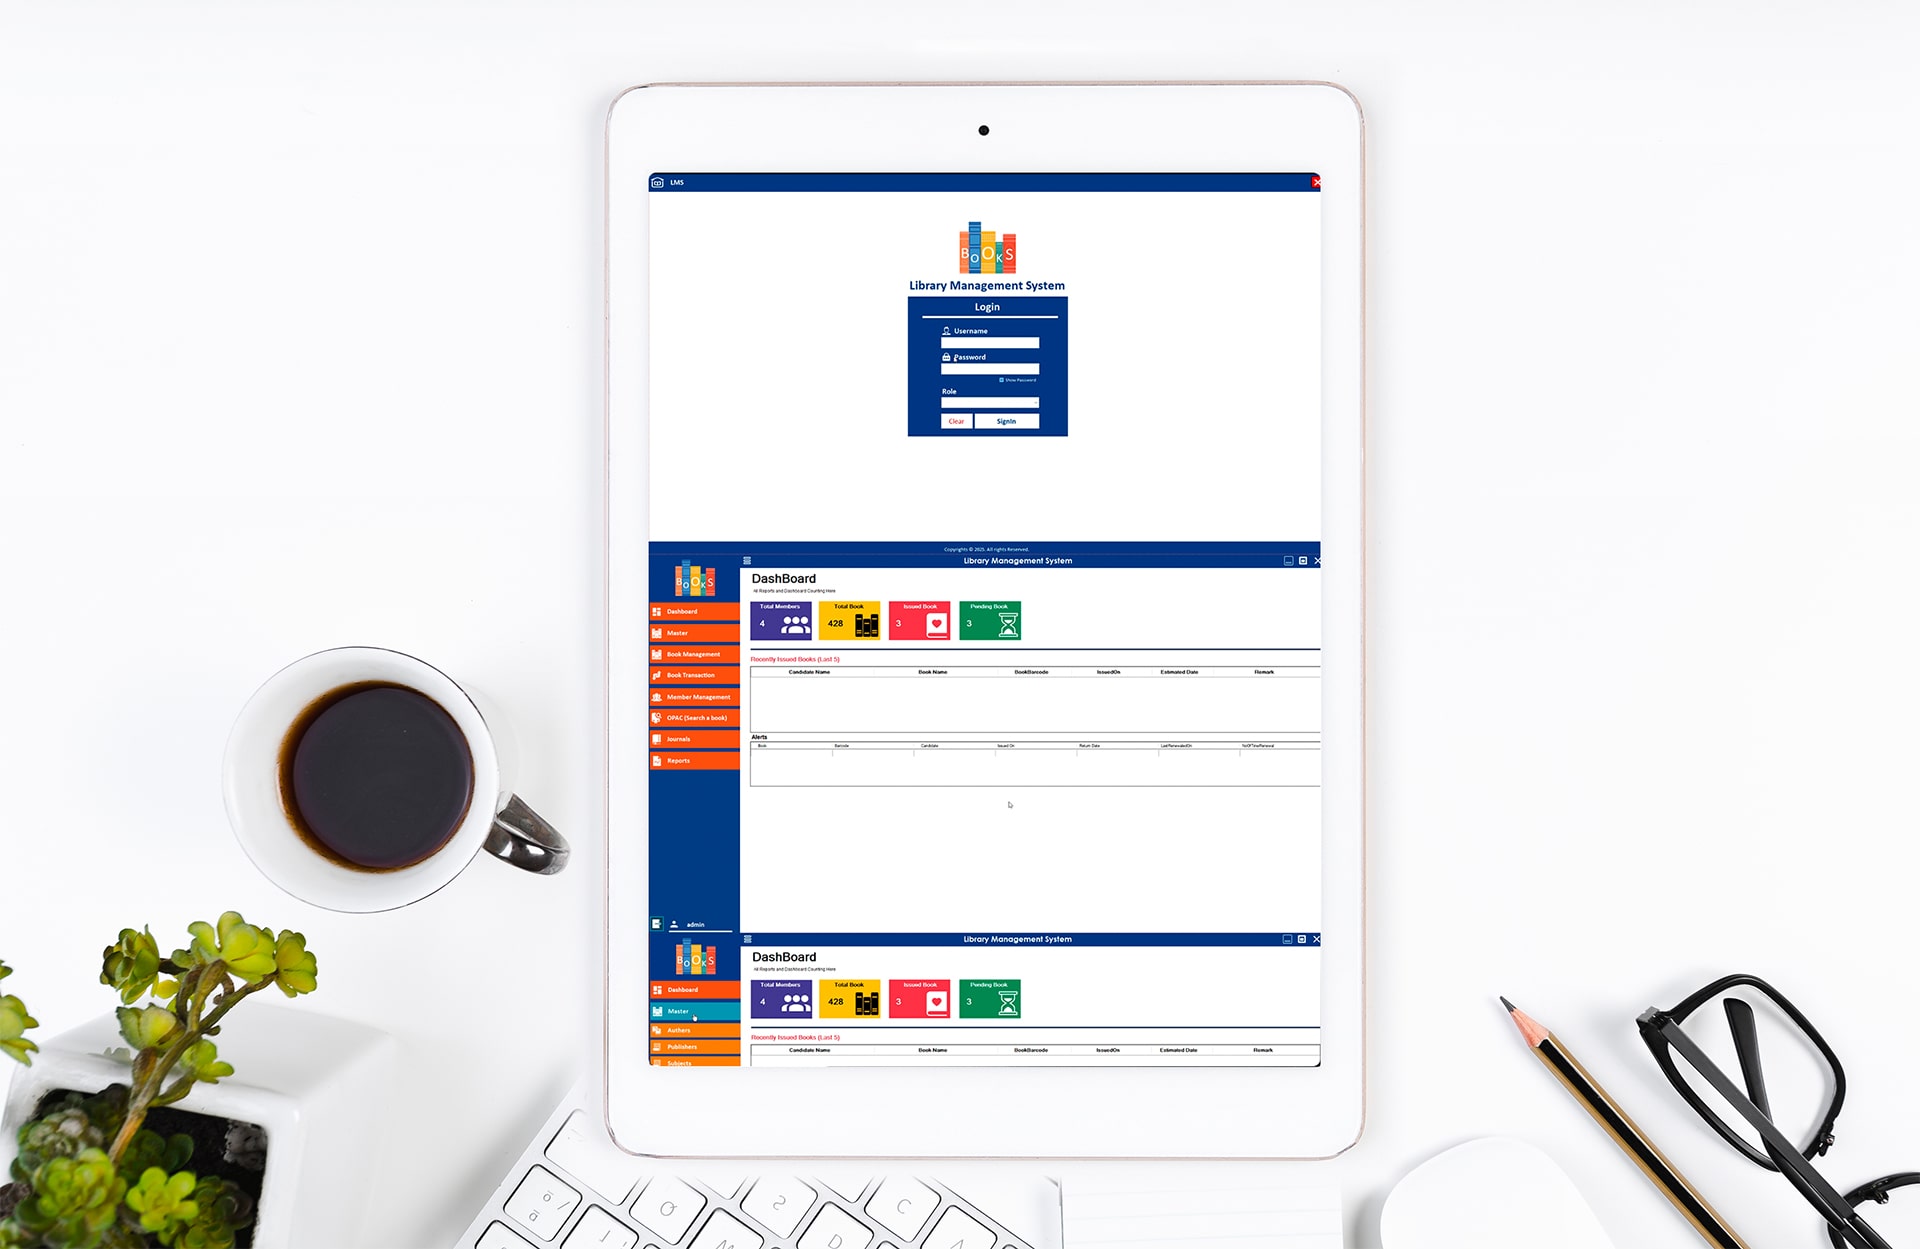 LMS
BOOKS
Library Management System
Login
Username
Password
Show Password
Role
Clear SignIn
Copyrights © 2025. All rights Reserved.
Library Management System
BOOKS
DashBoard
All Reports and Dashboard Counting Here
Total Members Total Book Issued Book Pending Book
4 428 3 3
Dashboard
Master
Book Management
Book Transaction
Member Management
OPAC (Search a book)
Journals
Reports
Recently Issued Books (Last 5)
Candidate Name Book Name BookBarcode IssuedOn Estimated Date Remark
Alerts
Book Barcode Candidate Issued On Return Date LastRenewaledOn NoOfTimeRenewal
admin
Library Management System
BOOKS
DashBoard
All Reports and Dashboard Counting Here
Total Members Total Book Issued Book Pending Book
4 428 3 3
Dashboard
Master
Authers
Publishers
Subjects
Recently Issued Books (Last 5)
Candidate Name Book Name BookBarcode IssuedOn Estimated Date Remark